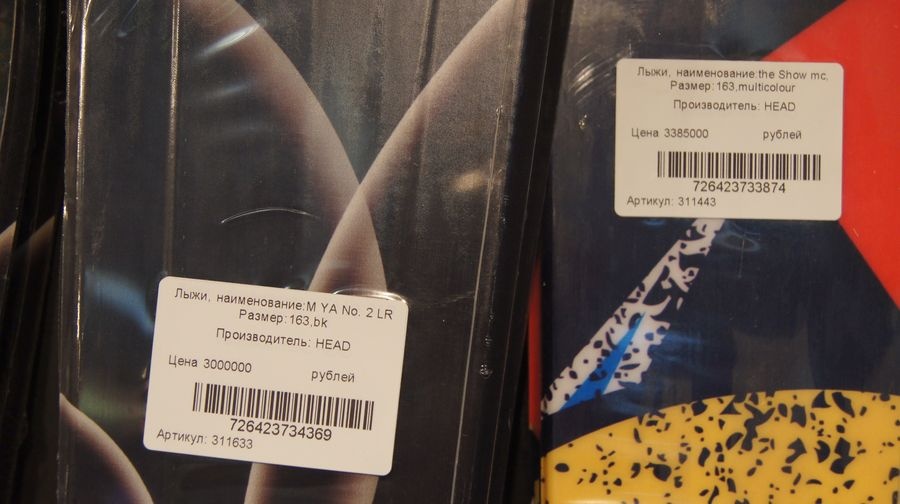 Лыжи, наименование:M YA No. 2 LR
Размер:163,bk
Производитель: HEAD
Цена 3000000 рублей
726423734369
Артикул: 311633
Лыжи, наименование:the Show mc,
Размер:163,multicolour
Производитель: HEAD
Цена 3385000 рублей
726423733874
Артикул: 311443